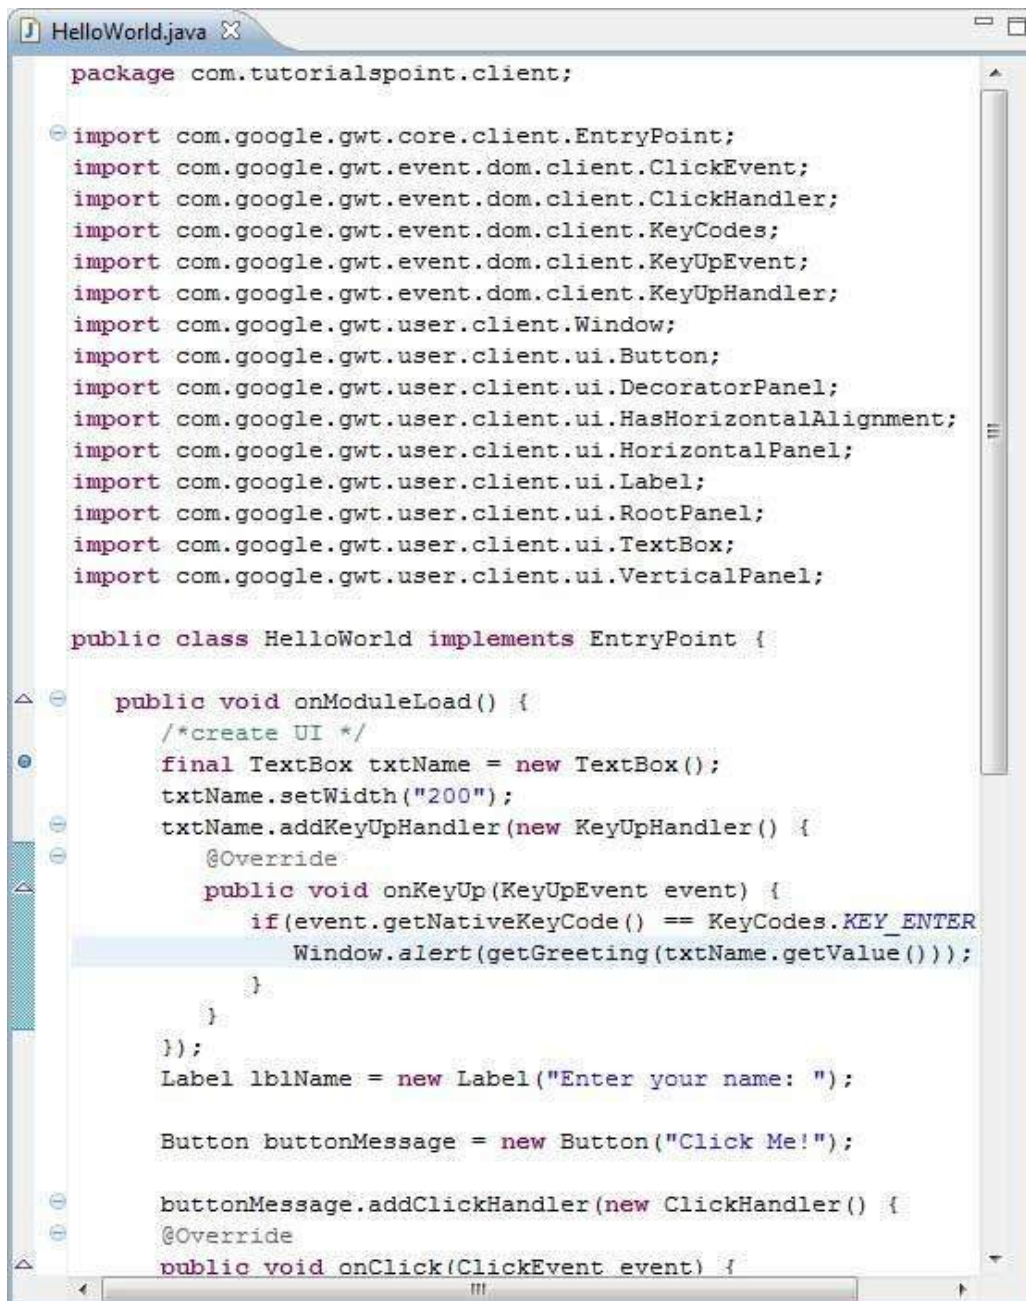 HelloWorld.java
package com.tutorialspoint.client;
import com.google.gwt.core.client.EntryPoint;
import com.google.gwt.event.dom.client.ClickEvent;
import com.google.gwt.event.dom.client.ClickHandler;
import com.google.gwt.event.dom.client.KeyCodes;
import com.google.gwt.event.dom.client.KeyUpEvent;
import com.google.gwt.event.dom.client.KeyUpHandler;
import com.google.gwt.user.client.Window;
import com.google.gwt.user.client.ui.Button;
import com.google.gwt.user.client.ui.DecoratorPanel;
import com.google.gwt.user.client.ui.HasHorizontalAlignment;
import com.google.gwt.user.client.ui.HorizontalPanel;
import com.google.gwt.user.client.ui.Label;
import com.google.gwt.user.client.ui.RootPanel;
import com.google.gwt.user.client.ui.TextBox;
import com.google.gwt.user.client.ui.VerticalPanel;
public class HelloWorld implements EntryPoint {
public void onModuleLoad() {
/*create UI */
final TextBox txtName = new TextBox();
txtName.setWidth("200");
txtName.addKeyUpHandler(new KeyUpHandler() {
@Override
public void onKeyUp(KeyUpEvent event) {
if(event.getNativeKeyCode() == KeyCodes.KEY_ENTER
Window.alert(getGreeting(txtName.getValue()));
}
}
});
Label lblName = new Label("Enter your name: ");
Button buttonMessage = new Button("Click Me!");
buttonMessage.addClickHandler(new ClickHandler() {
@Override
public void onClick(ClickEvent event) {